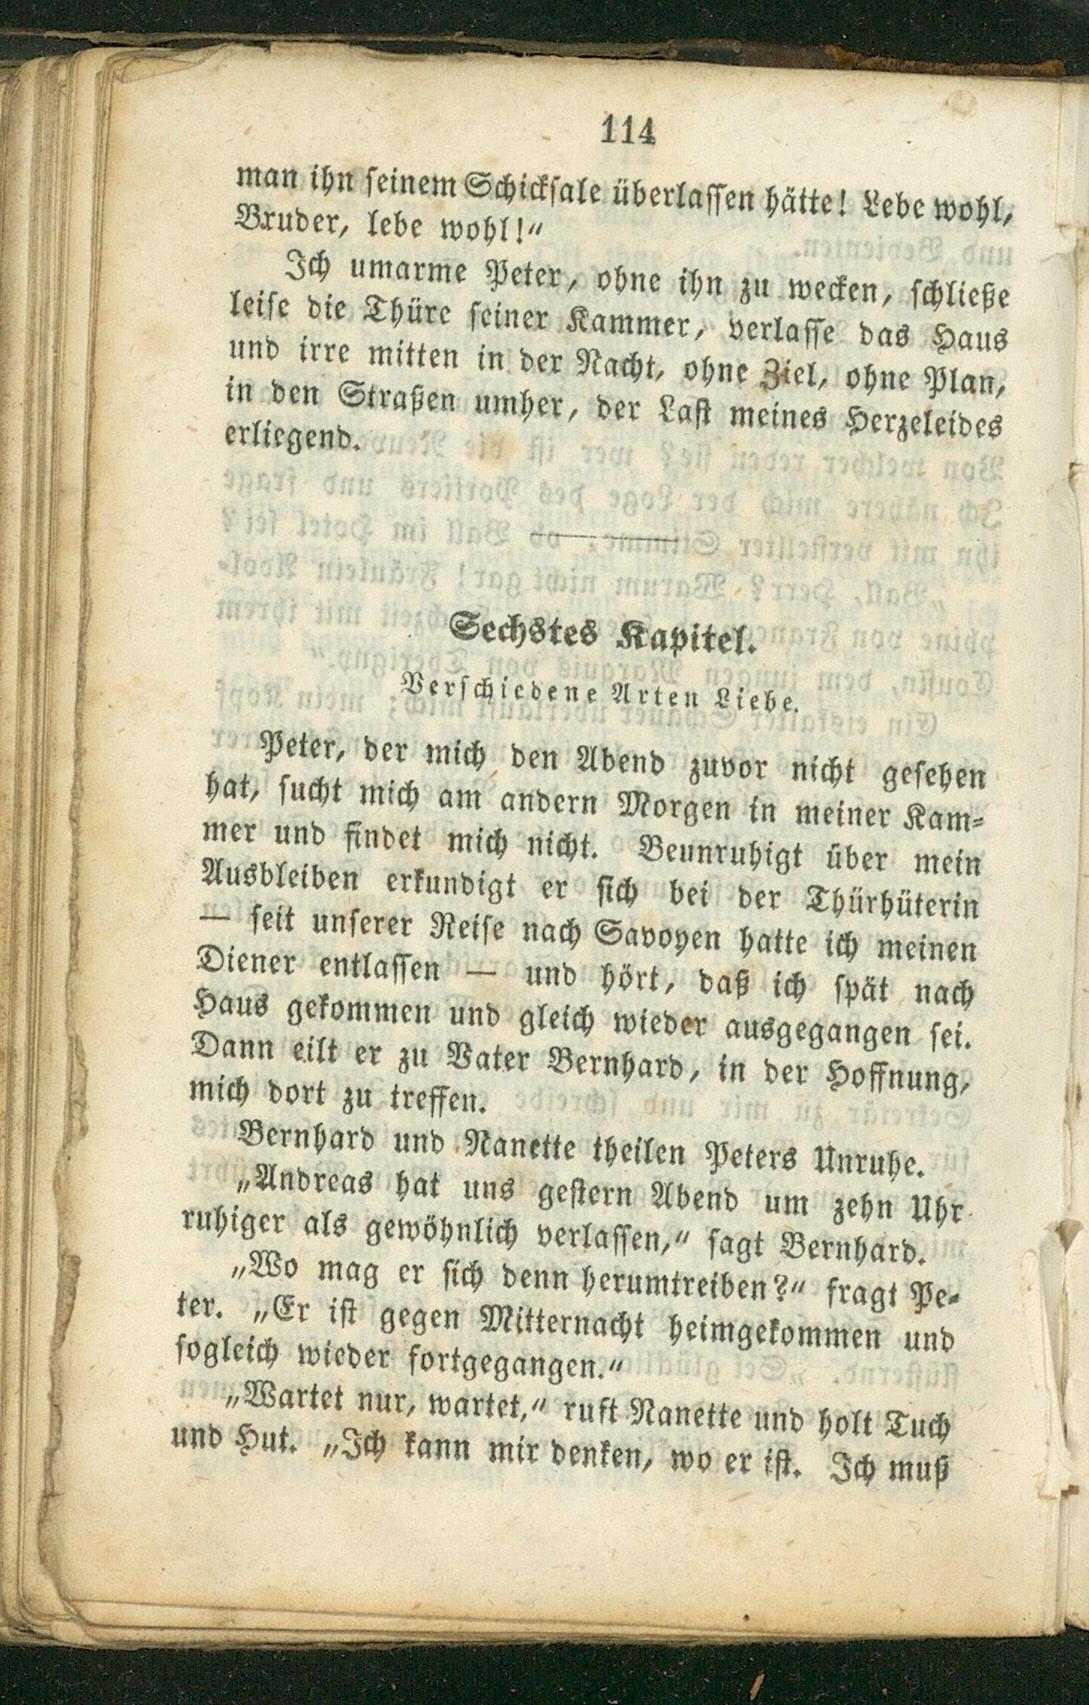 114
man ihn seinem Schicksale überlassen hätte! Lebe wohl,
Bruder, lebe wohl!“
Ich umarme Peter, ohne ihn zu wecken, schließe
leise die Thüre seiner Kammer, verlasse das Haus
und irre mitten in der Nacht, ohne Ziel, ohne Plan,
in den Straßen umher, der Last meines Herzeleides
erliegend.
Sechstes Kapitel.
Verschiedene Arten Liebe.
Peter, der mich den Abend zuvor nicht gesehen
hat, sucht mich am andern Morgen in meiner Kam-
mer und findet mich nicht. Beunruhigt über mein
Ausbleiben erkundigt er sich bei der Thürhüterin
— seit unserer Reise nach Savoyen hatte ich meinen
Diener entlassen — und hört, daß ich spät nach
Haus gekommen und gleich wieder ausgegangen sei.
Dann eilt er zu Vater Bernhard, in der Hoffnung,
mich dort zu treffen.
Bernhard und Nanette theilen Peters Unruhe.
„Andreas hat uns gestern Abend um zehn Uhr
ruhiger als gewöhnlich verlassen,“ sagt Bernhard.
„Wo mag er sich denn herumtreiben?“ fragt Pe-
ter. „Er ist gegen Mitternacht heimgekommen und
sogleich wieder fortgegangen.“
„Wartet nur, wartet,“ ruft Nanette und holt Tuch
und Hut. „Ich kann mir denken, wo er ist. Ich muß